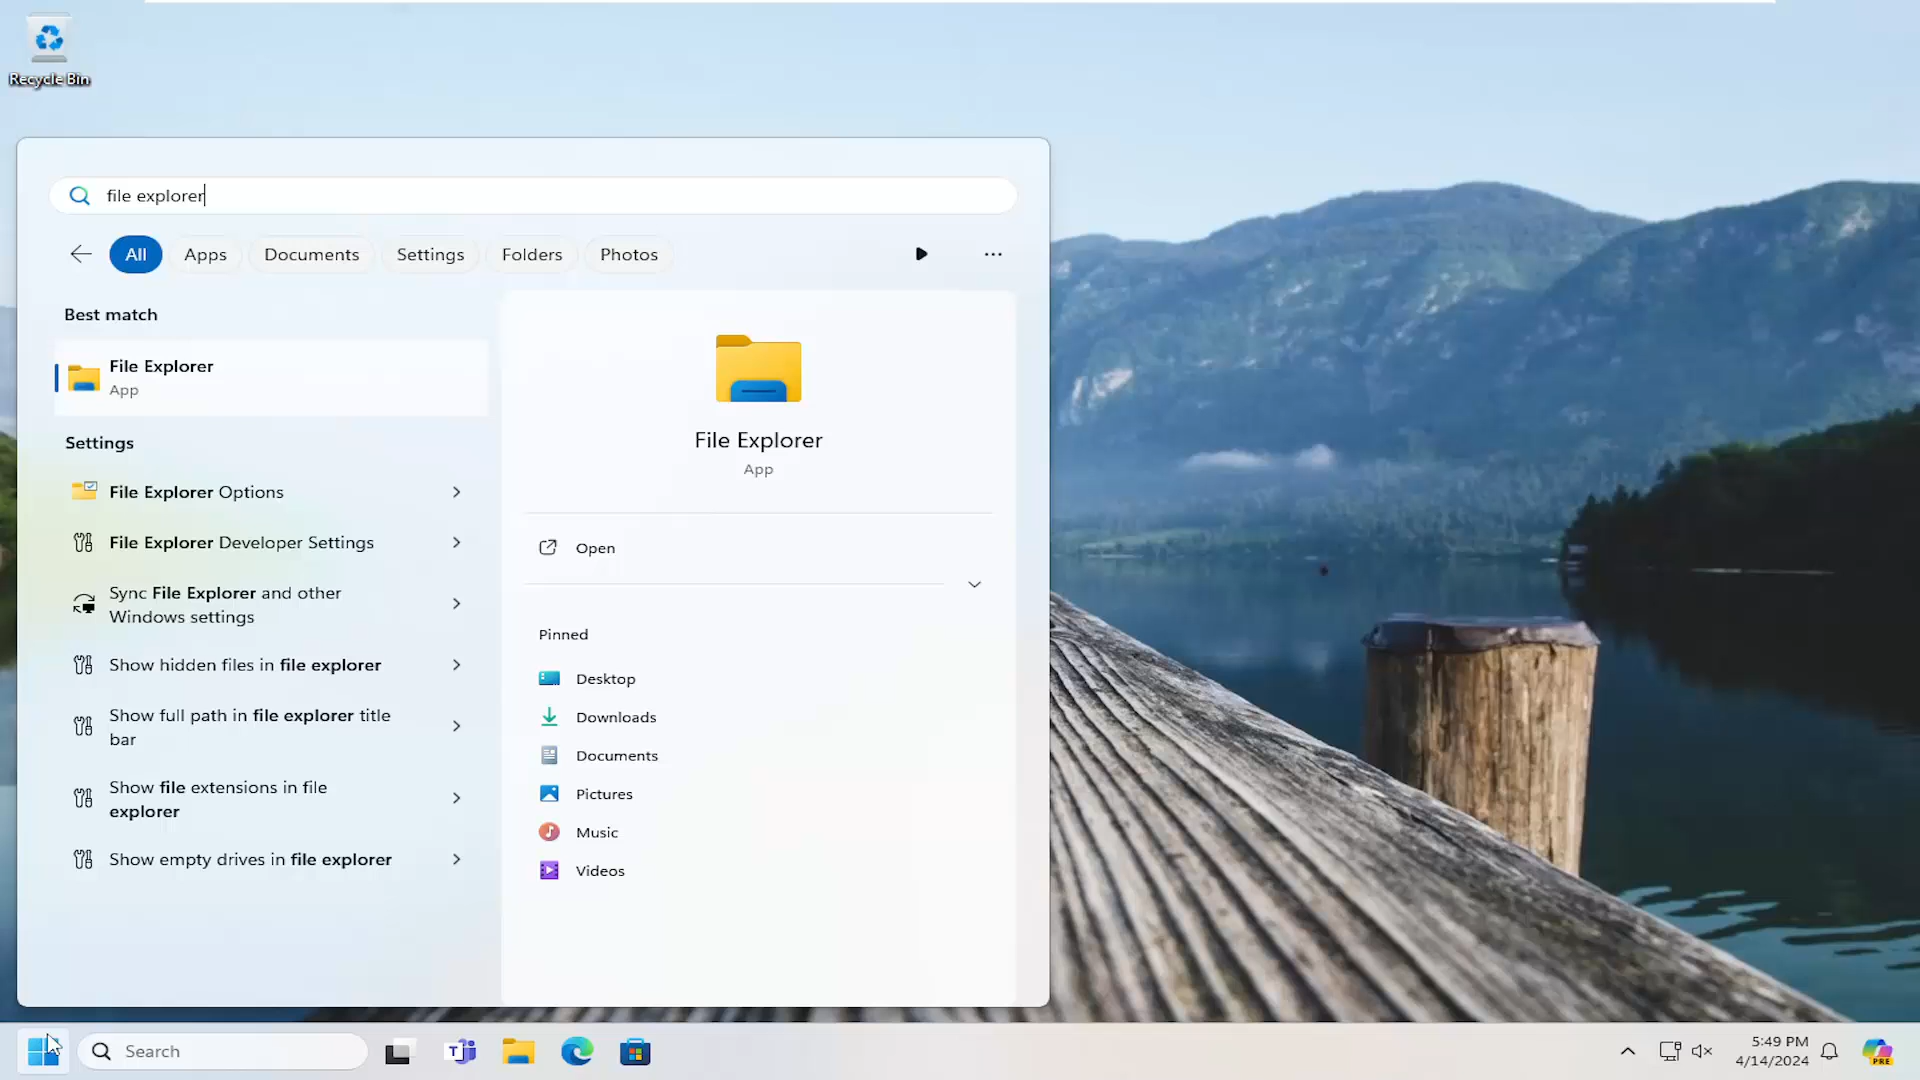 Recycle Bin
file explorer
All Apps Documents Settings Folders Photos
Best match
File Explorer
App
Settings
File Explorer Options
File Explorer Developer Settings
Sync File Explorer and other
Windows settings
Show hidden files in file explorer
Show full path in file explorer title
bar
Show file extensions in file
explorer
Show empty drives in file explorer
File Explorer
App
Open
Pinned
Desktop
Downloads
Documents
Pictures
Music
Videos
Search
T
5:49 PM
4/14/2024
PRE